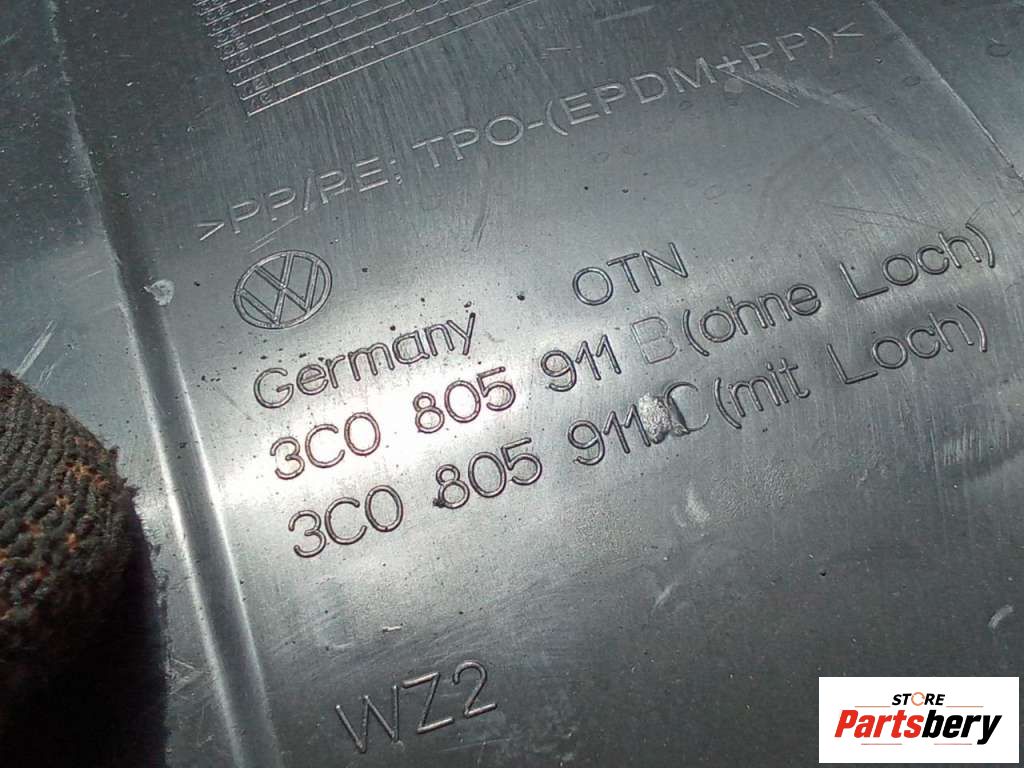 >PP/PE; TPO-(EPDM+PP)<
VW
Germany OTN
3C0 805 911 B (ohne Loch)
3C0 805 911 C (mit Loch)
WZ2
STORE
Partsbery